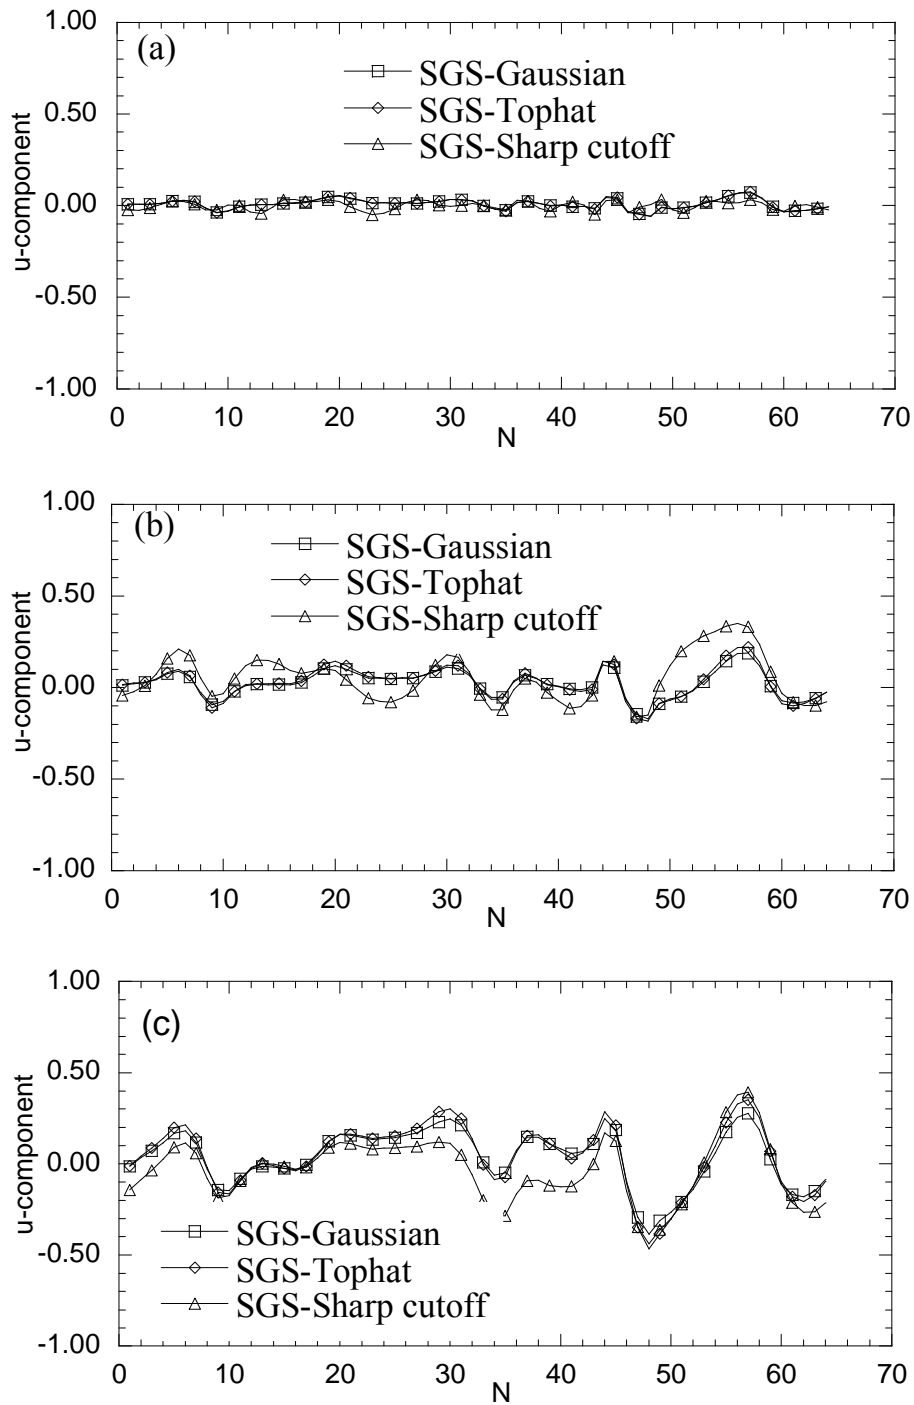 (a)
SGS-Gaussian
SGS-Tophat
SGS-Sharp cutoff
1.00
0.50
0.00
-0.50
-1.00
u-component
0 10 20 30 40 50 60 70
N
(b)
SGS-Gaussian
SGS-Tophat
SGS-Sharp cutoff
1.00
0.50
0.00
-0.50
-1.00
u-component
0 10 20 30 40 50 60 70
N
(c)
1.00
0.50
0.00
-0.50
-1.00
u-component
SGS-Gaussian
SGS-Tophat
SGS-Sharp cutoff
0 10 20 30 40 50 60 70
N